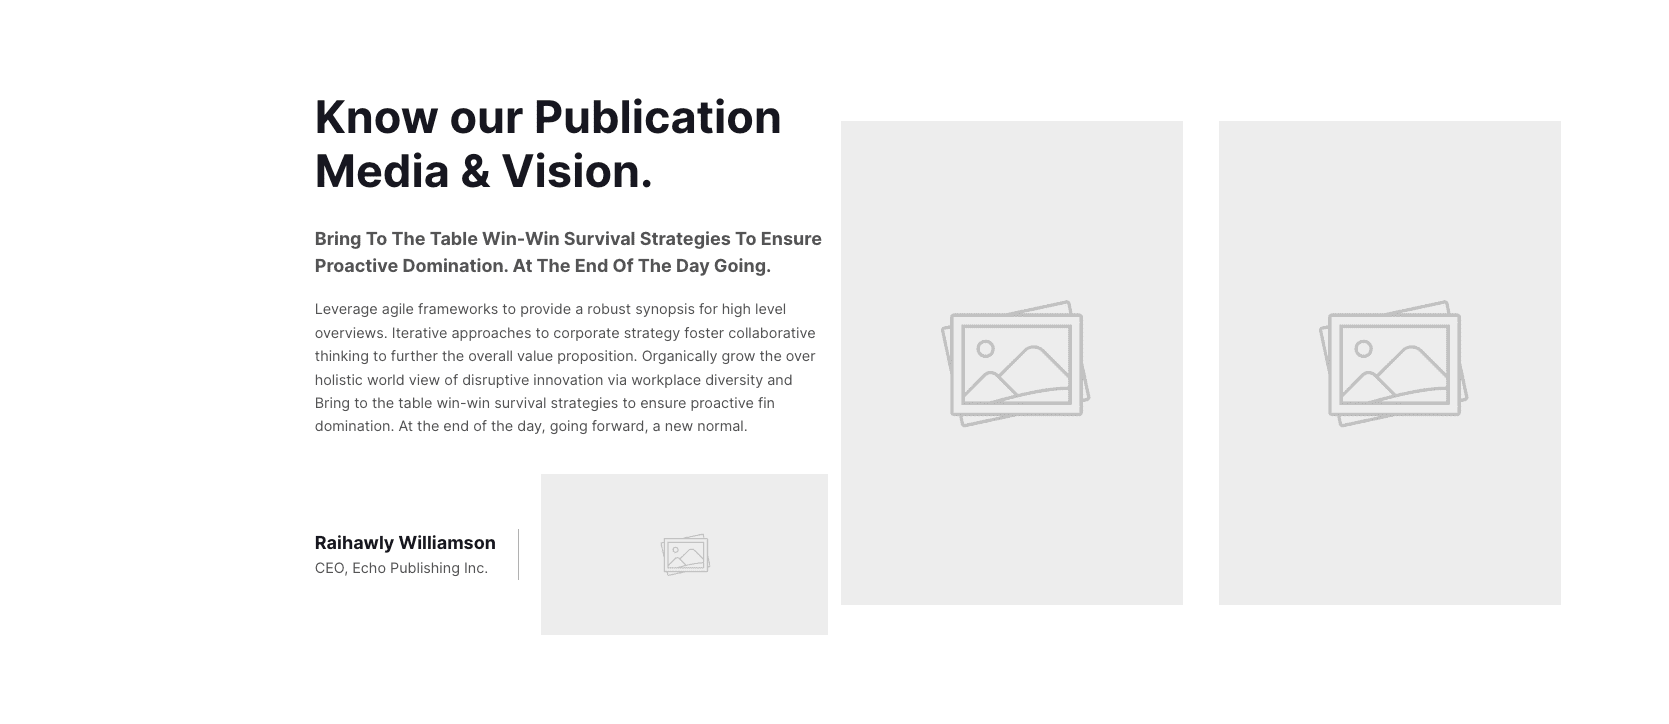 Know our Publication
Media & Vision.
Bring To The Table Win-Win Survival Strategies To Ensure
Proactive Domination. At The End Of The Day Going.
Leverage agile frameworks to provide a robust synopsis for high level
overviews. Iterative approaches to corporate strategy foster collaborative
thinking to further the overall value proposition. Organically grow the over
holistic world view of disruptive innovation via workplace diversity and
Bring to the table win-win survival strategies to ensure proactive fin
domination. At the end of the day, going forward, a new normal.
Raihawly Williamson
CEO, Echo Publishing Inc.